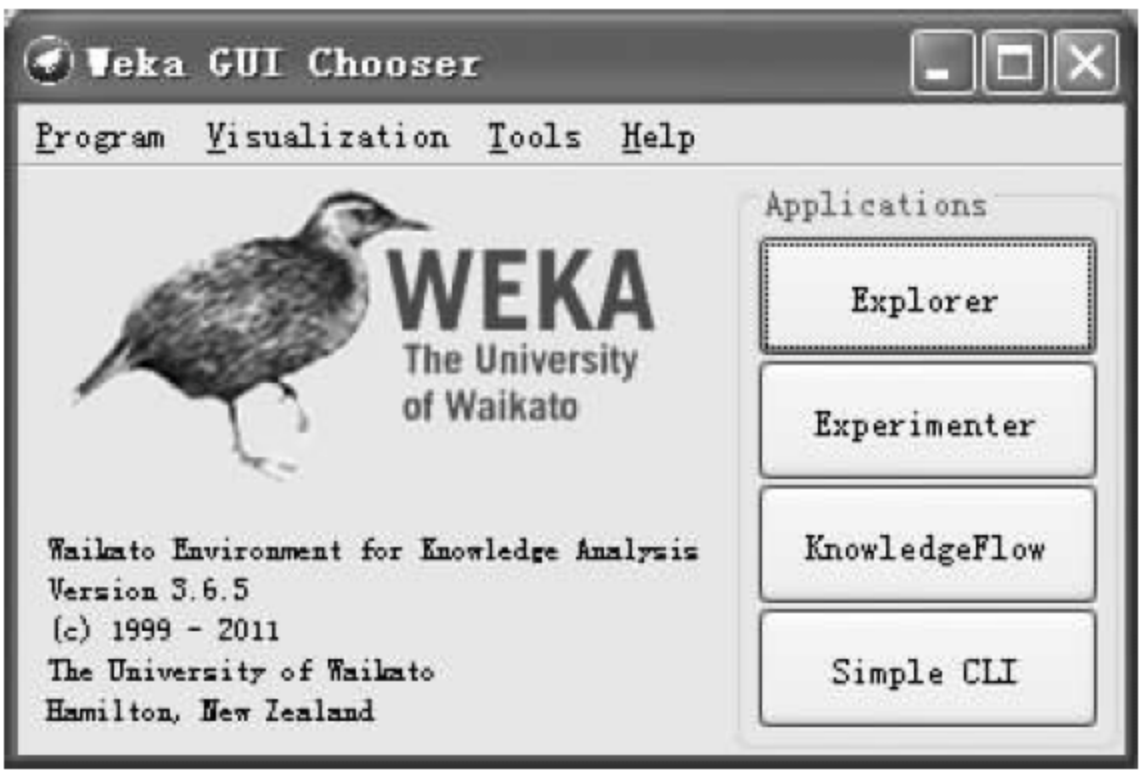 Weka GUI Chooser
Program Visualization Tools Help
WEKA
The University
of Waikato
Applications
Explorer
Experimenter
KnowledgeFlow
Simple CLI
Waikato Environment for Knowledge Analysis
Version 3.6.5
(c) 1999 - 2011
The University of Waikato
Hamilton, New Zealand